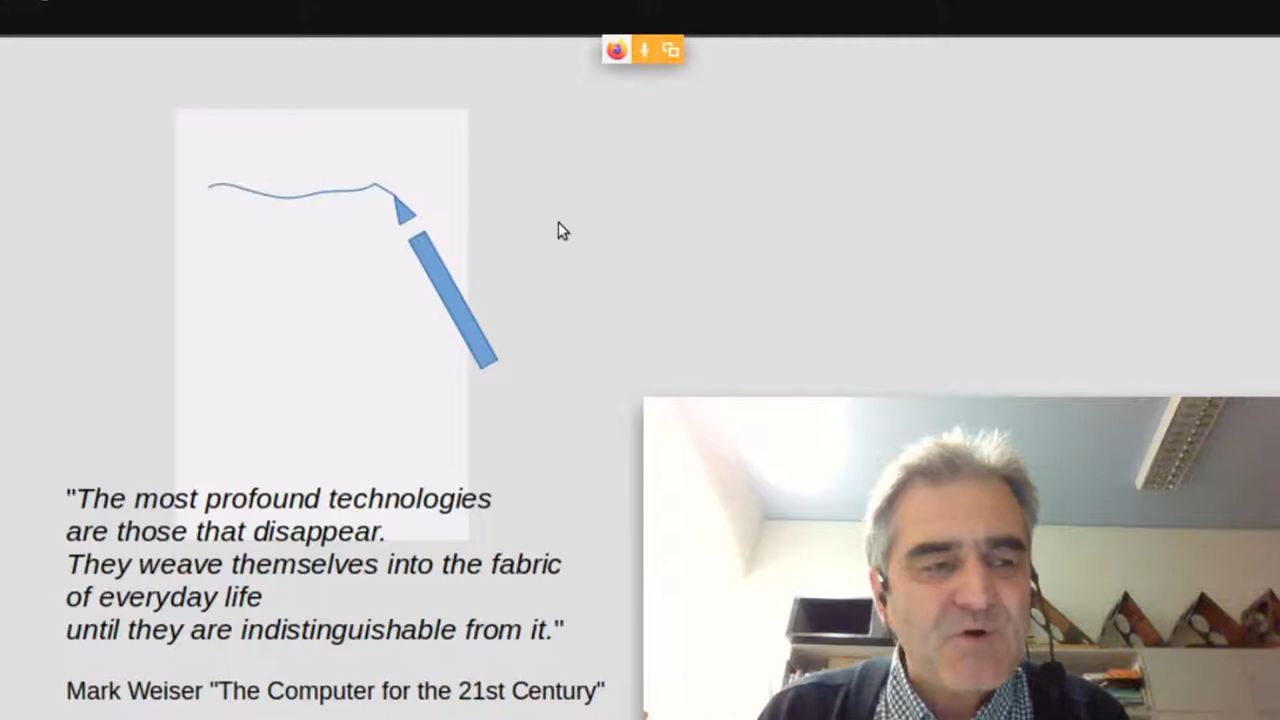 "The most profound technologies
are those that disappear.
They weave themselves into the fabric
of everyday life
until they are indistinguishable from it."
Mark Weiser "The Computer for the 21st Century"